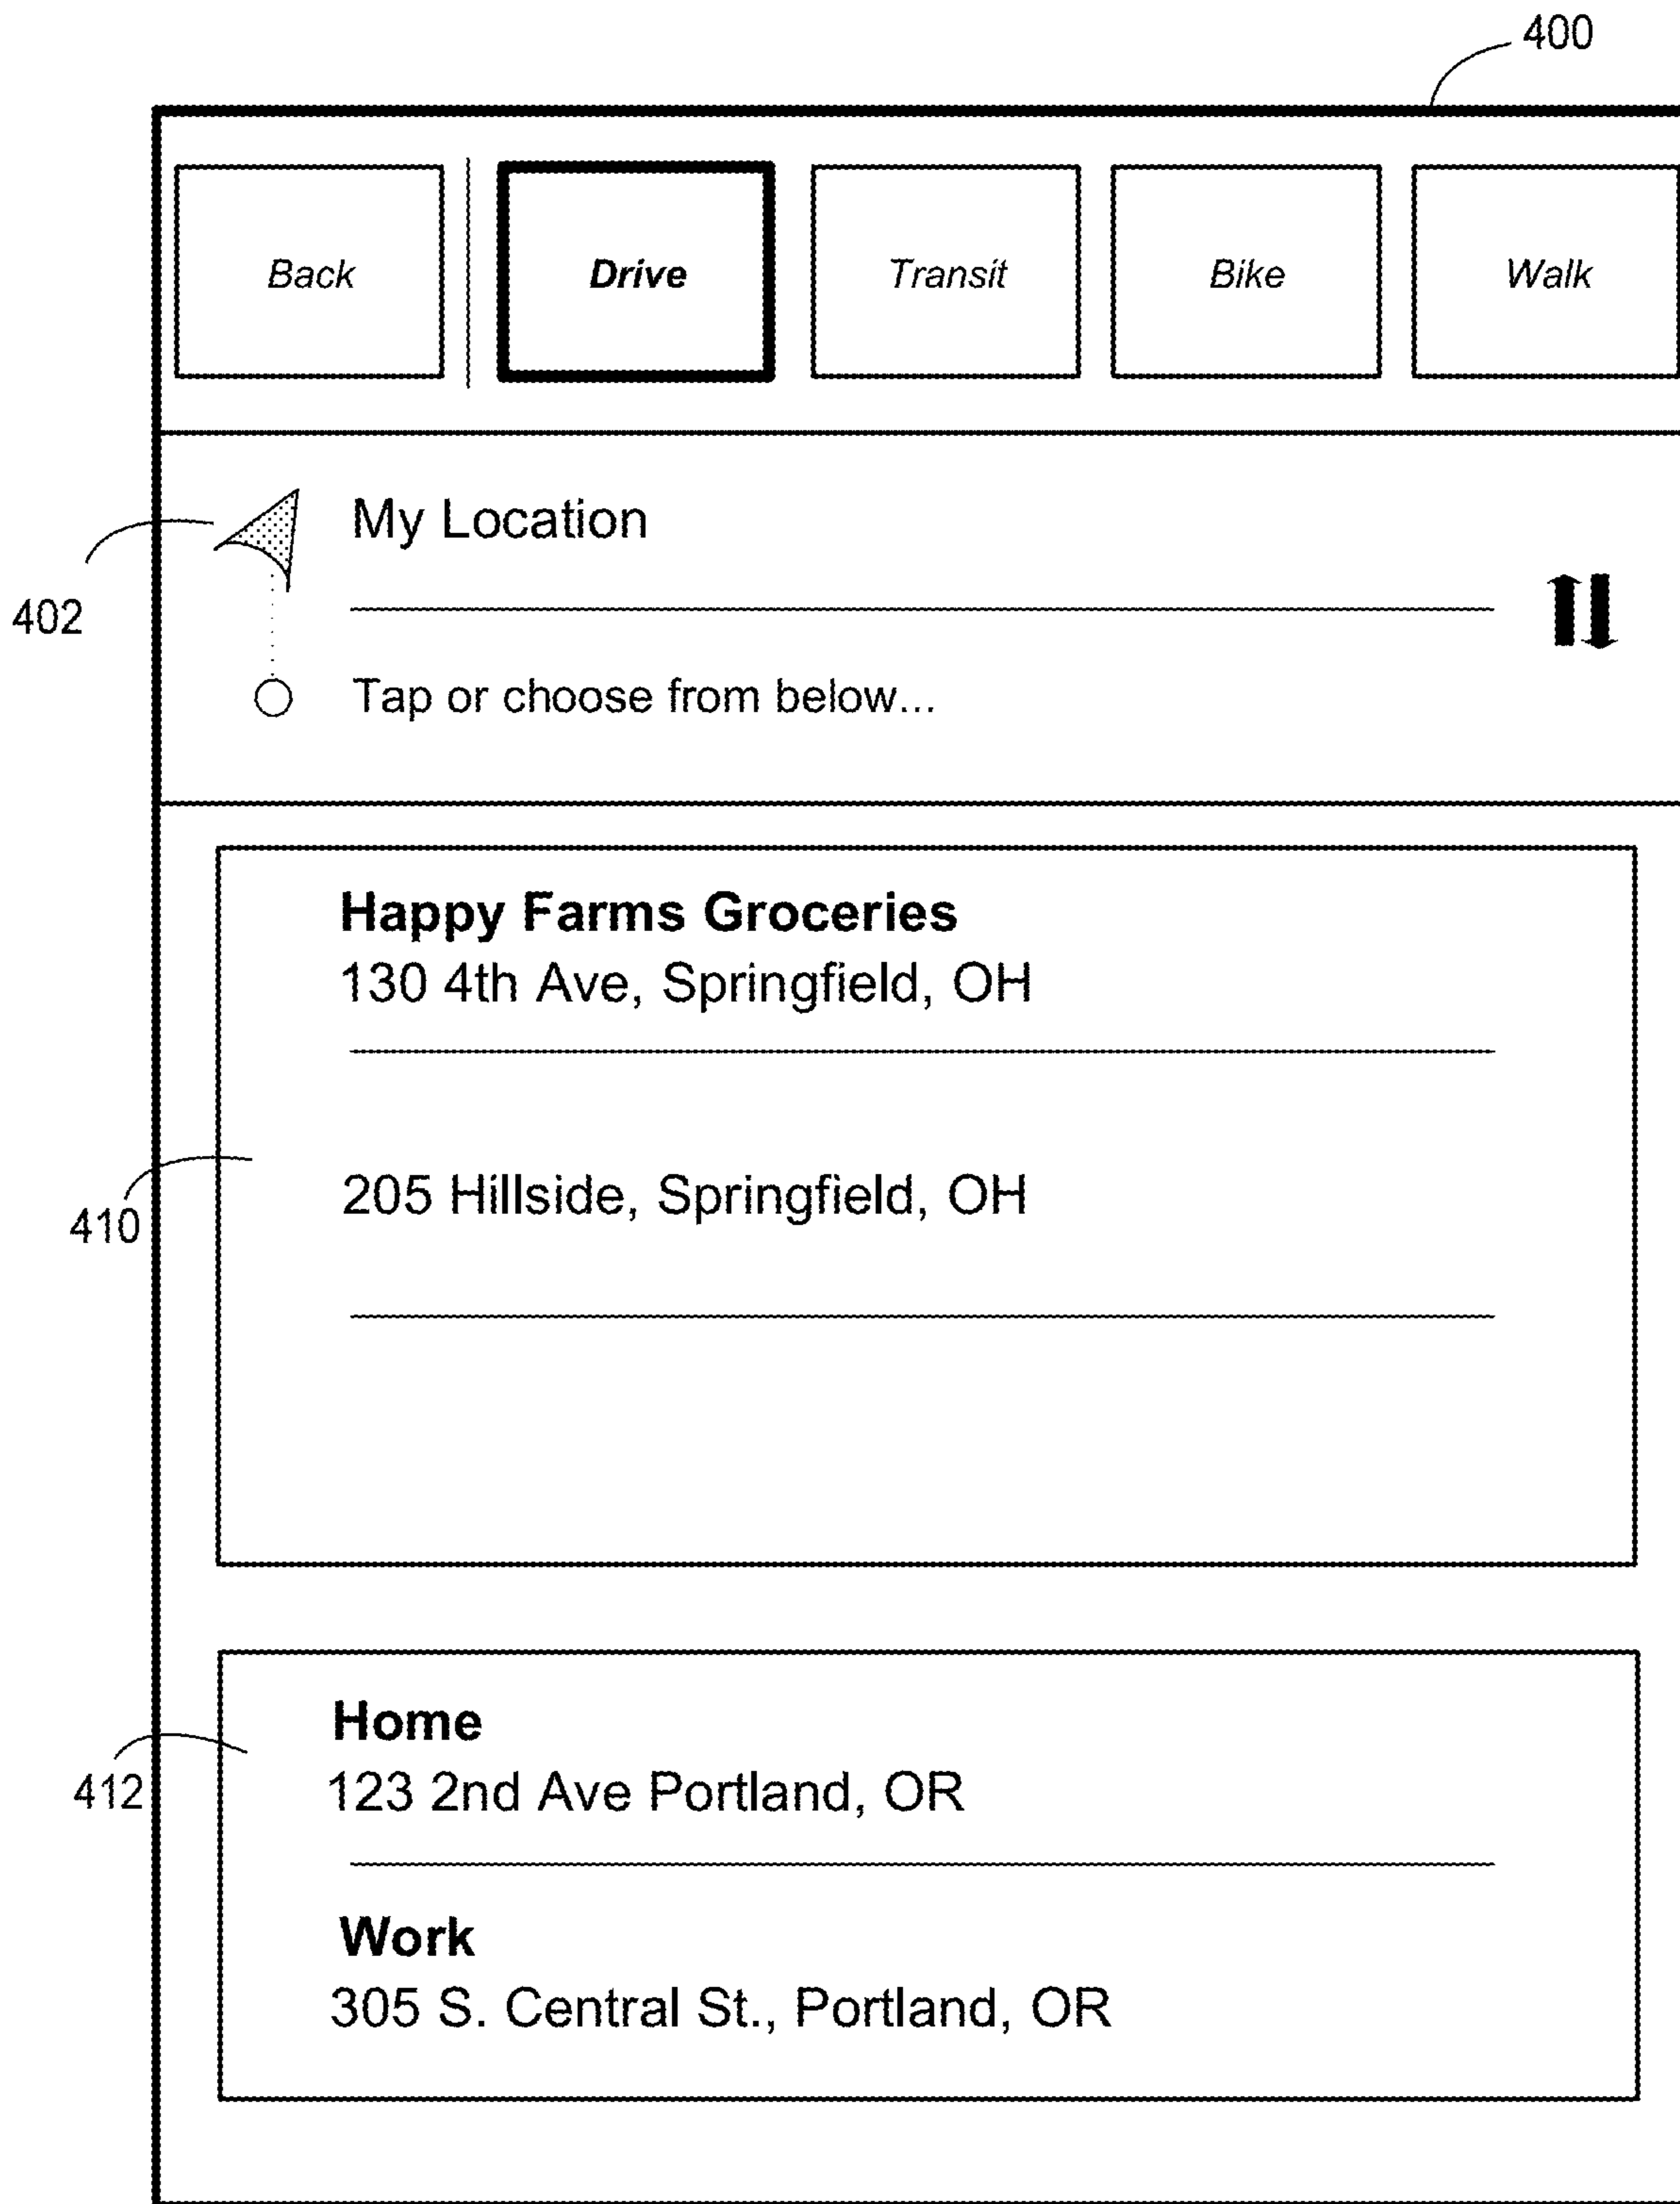 400
Back Drive Transit Bike Walk
My Location
402
Tap or choose from below...
Happy Farms Groceries
130 4th Ave, Springfield, OH
205 Hillside, Springfield, OH
410
Home
123 2nd Ave Portland, OR
412
Work
305 S. Central St., Portland, OR